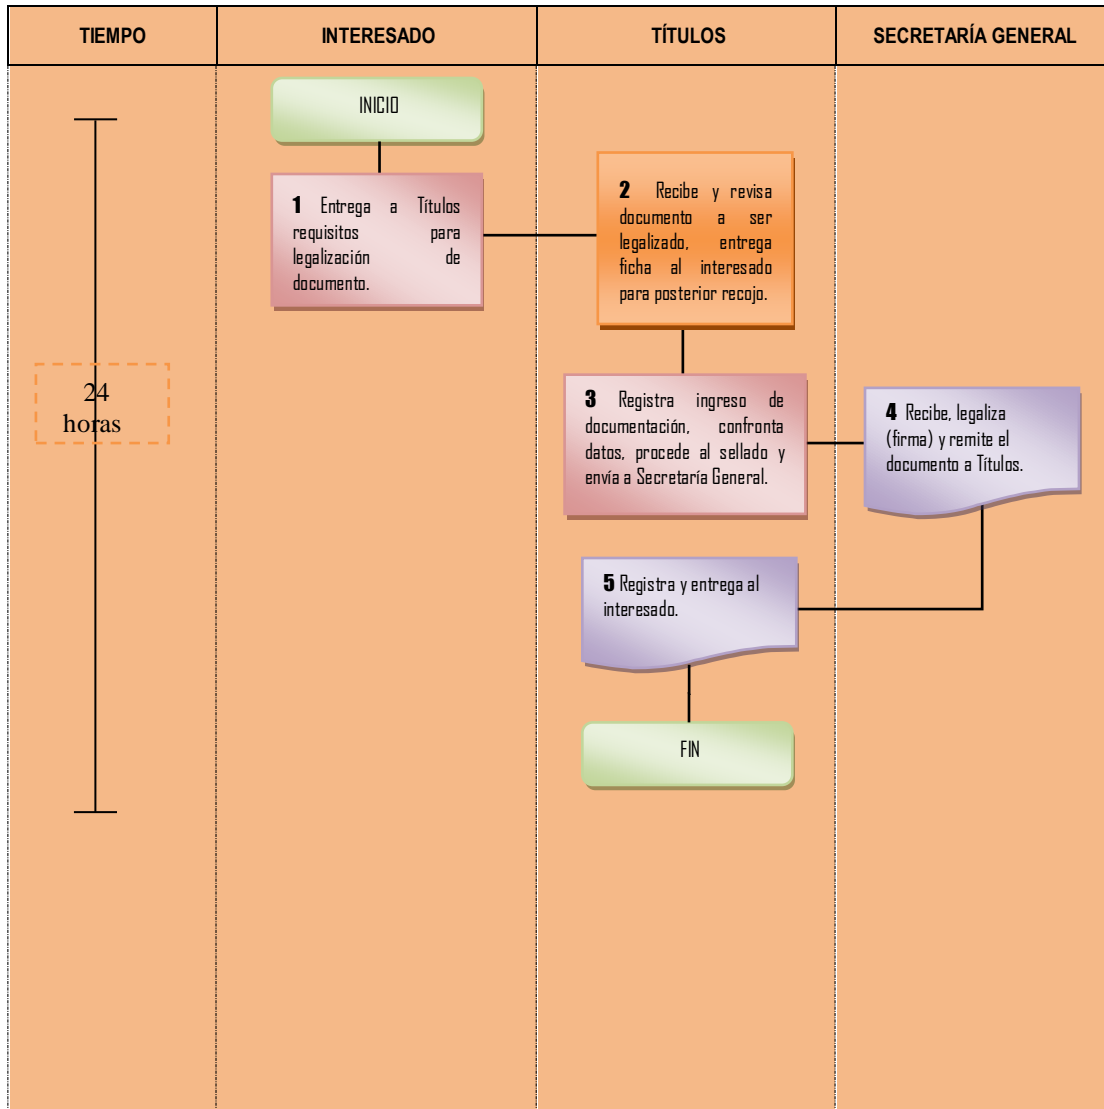 TIEMPO
INTERESADO
TÍTULOS
SECRETARÍA GENERAL
INICIO
1 Entrega a Títulos
requisitos para
legalización de
documento.
2 Recibe y revisa
documento a ser
legalizado, entrega
ficha al interesado
para posterior recojo.
24
horas
3 Registra ingreso de
documentación, confronta
datos, procede al sellado y
envía a Secretaría General.
4 Recibe, legaliza
(firma) y remite el
documento a Títulos.
5 Registra y entrega al
interesado.
FIN